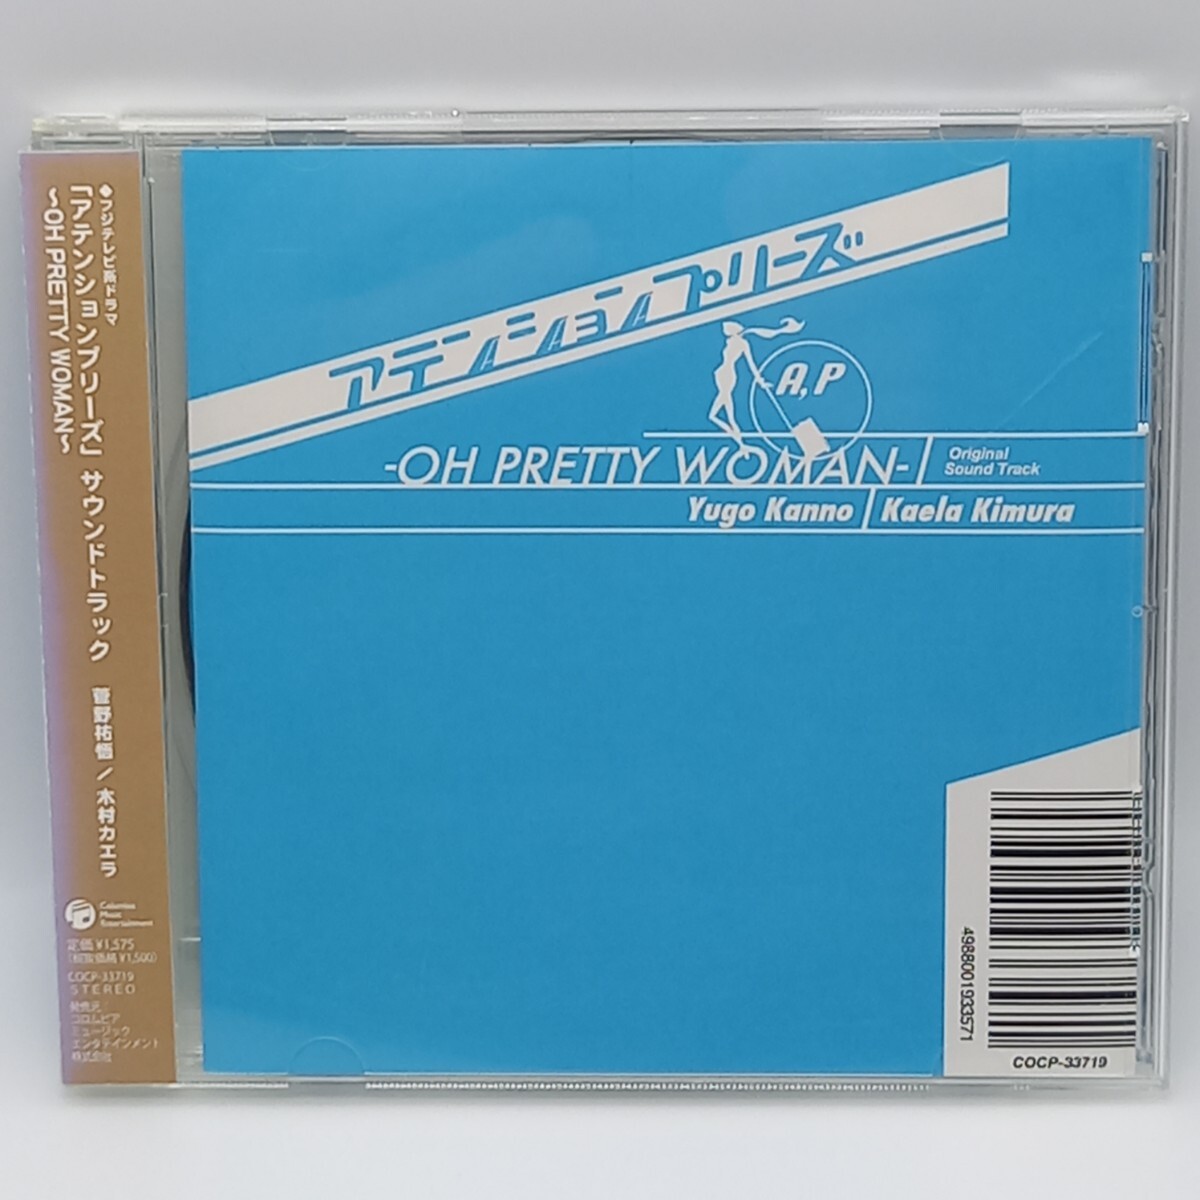 ●フジテレビ系ドラマ
「アテンションプリーズ」サウンドトラック 菅野祐悟/木村カエラ
〜OH PRETTY WOMAN〜
Columbia
Music
Entertainment
定価¥1,575
(税抜価格¥1,500)
COCP-33719
STEREO
発売元:
コロムビア
ミュージック
エンタテインメント
株式会社
アテンションプリーズ
A,P
-OH PRETTY WOMAN-
Original
Sound Track
Yugo Kanno Kaela Kimura
4988001933571
COCP-33719